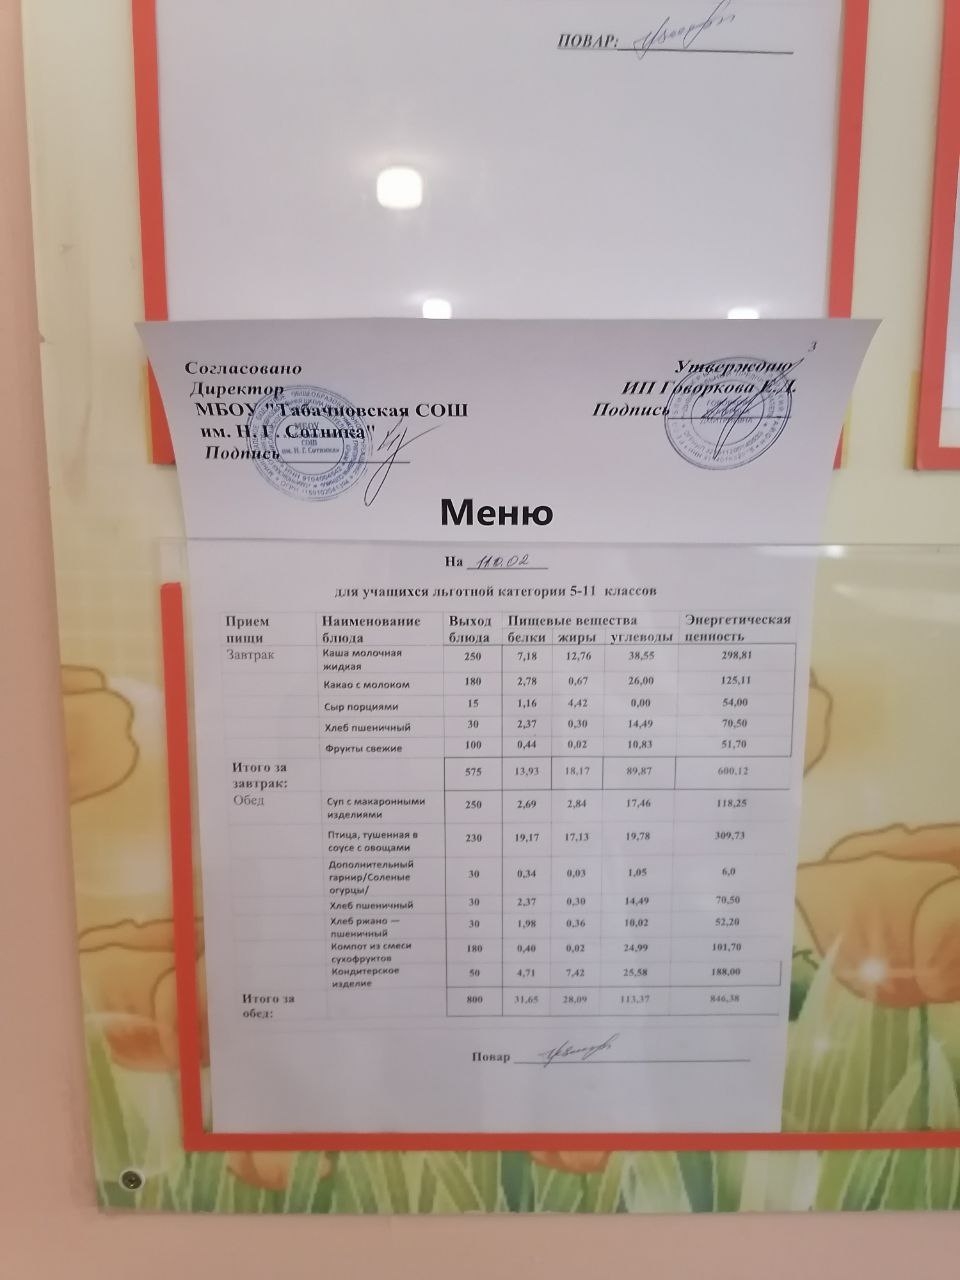 ПОВАР:
3
Согласовано
Директор
МБОУ "Табачновская СОШ
им. Н. Г. Сотника"
Подпись
Утверждаю
ИП Говоркова Е.Д.
Подпись
МБОУ
СОШ
им. Н. Г. Сотника
Меню
На
для учащихся льготной категории 5-11 классов
Прием пищи Наименование блюда Выход блюда Пищевые вещества белки жиры углеводы Энергетическая ценность
Завтрак Каша молочная жидкая 250 7,18 12,76 38,55 298,81
Какао с молоком 180 2,78 0,67 26,00 125,11
Сыр порциями 15 1,16 4,42 0,00 54,00
Хлеб пшеничный 30 2,37 0,30 14,49 70,50
Фрукты свежие 100 0,44 0,02 10,83 51,70
Итого за завтрак: 575 13,93 18,17 89,87 600,12
Обед Суп с макаронными изделиями 250 2,69 2,84 17,46 118,25
Птица, тушенная в соусе с овощами 230 19,17 17,13 19,78 309,73
Дополнительный гарнир/Соленые огурцы/ 30 0,34 0,03 1,05 6,0
Хлеб пшеничный 30 2,37 0,30 14,49 70,50
Хлеб ржано — пшеничный 30 1,98 0,36 10,02 52,20
Компот из смеси сухофруктов 180 0,40 0,02 24,99 101,70
Кондитерское изделие 50 4,71 7,42 25,58 188,00
Итого за обед: 800 31,65 28,09 113,37 846,38
Повар